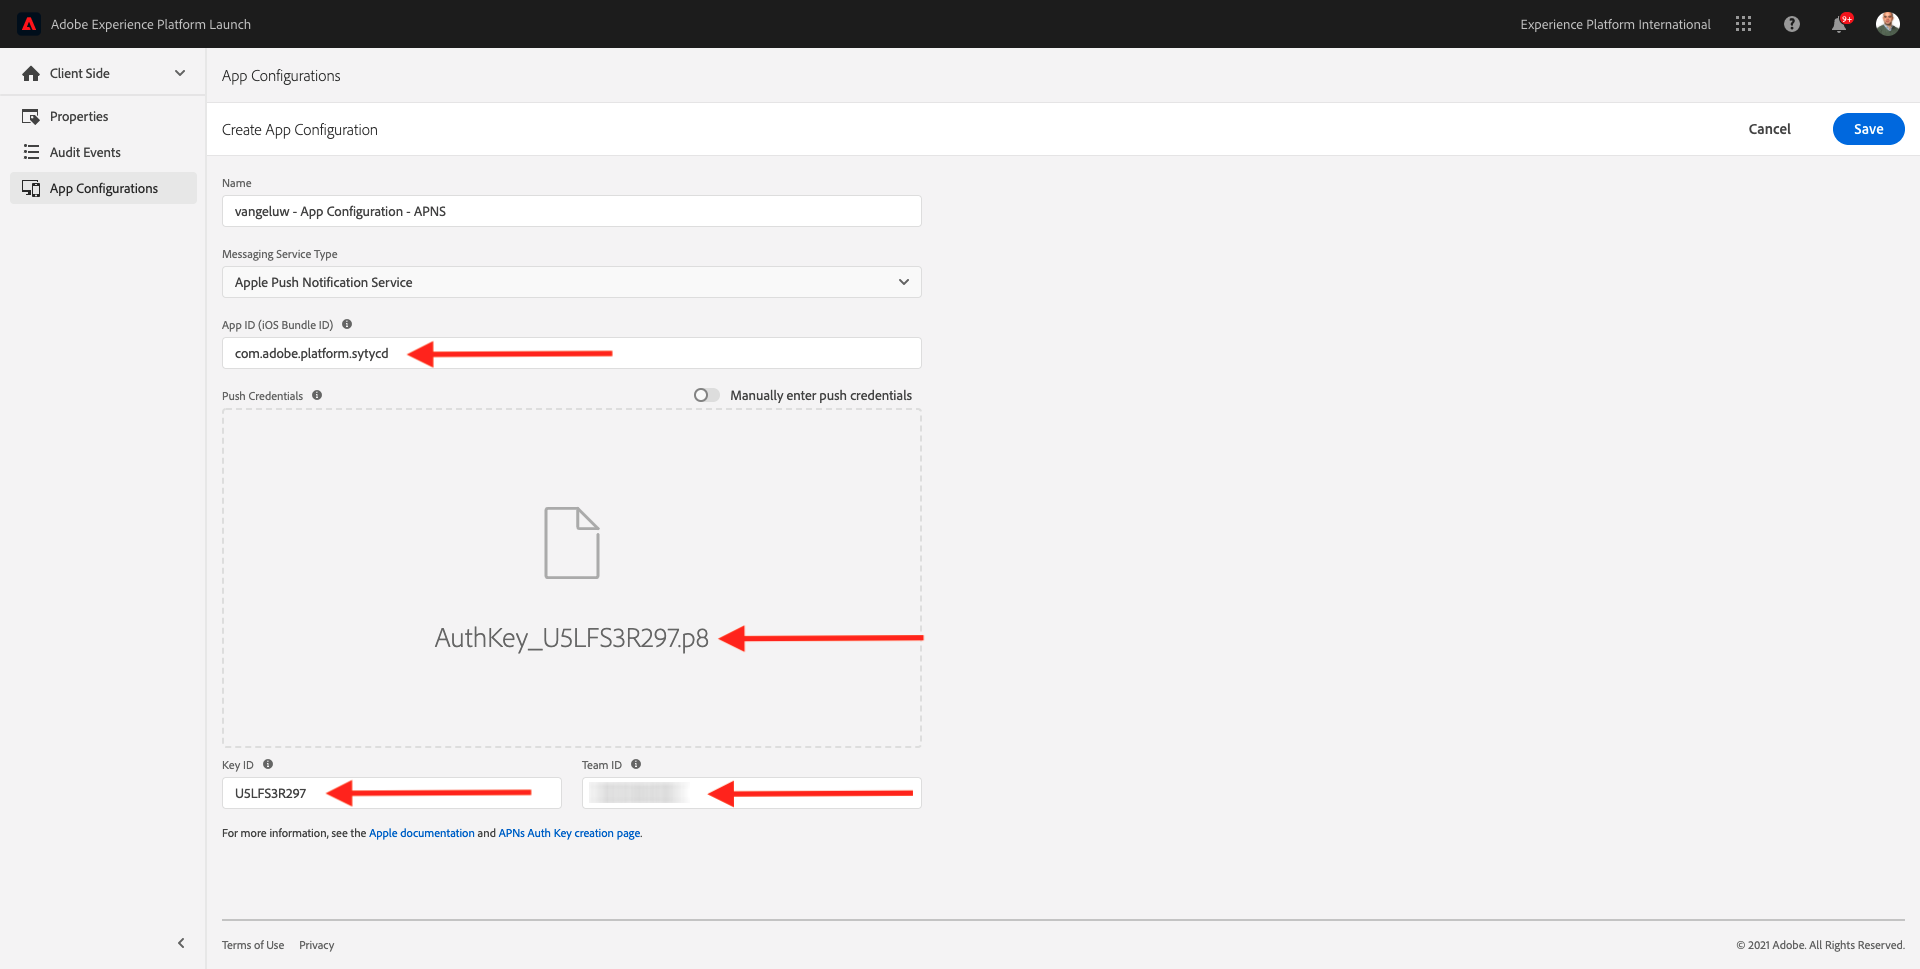 Adobe Experience Platform Launch
Experience Platform International
9+
Client Side
Properties
Audit Events
App Configurations
App Configurations
Create App Configuration
Cancel
Save
Name
vangeluw - App Configuration - APNS
Messaging Service Type
Apple Push Notification Service
App ID (iOS Bundle ID)
com.adobe.platform.sytycd
Push Credentials
Manually enter push credentials
AuthKey_U5LFS3R297.p8
Key ID
Team ID
U5LFS3R297
For more information, see the Apple documentation and APNs Auth Key creation page.
Terms of Use Privacy
© 2021 Adobe. All Rights Reserved.